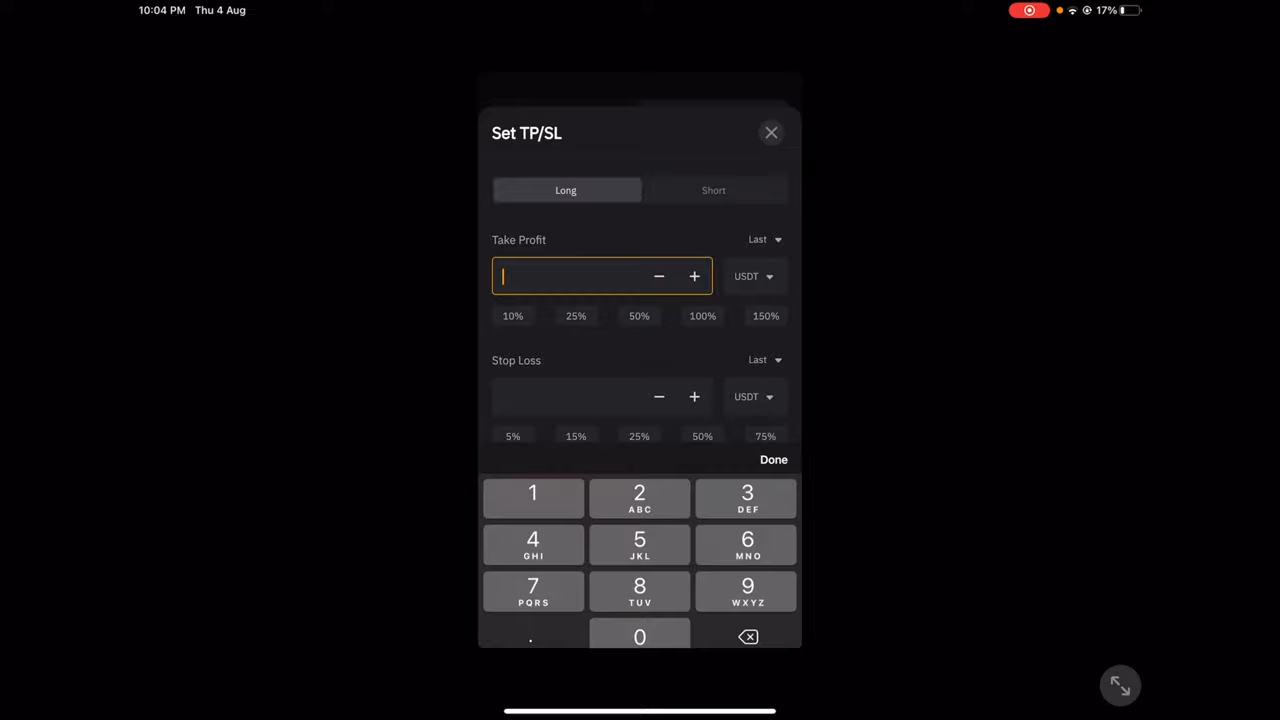 10:04 PM Thu 4 Aug 17%
Set TP/SL
Long Short
Take Profit Last
USDT
10% 25% 50% 100% 150%
Stop Loss Last
USDT
5% 15% 25% 50% 75%
Done
1 2 3
ABC DEF
4 5 6
GHI JKL MNO
7 8 9
PQRS TUV WXYZ
. 0